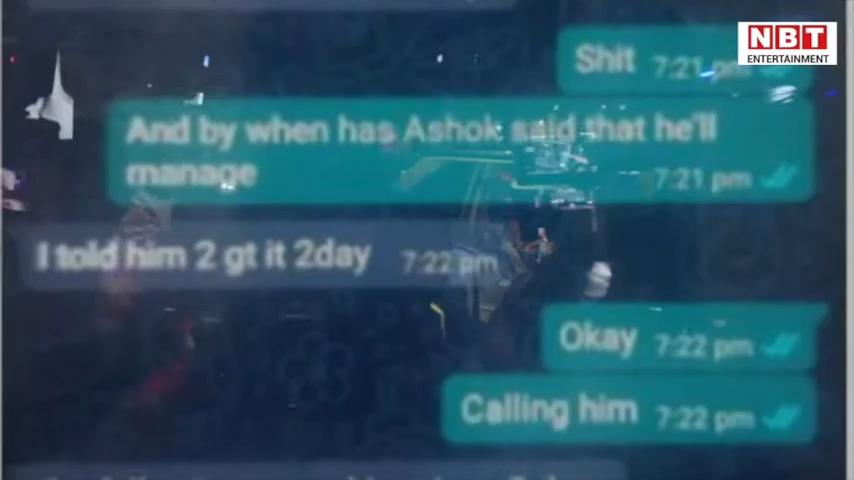 NBT
ENTERTAINMENT
Shit 7:21 pm
And by when has Ashok said that he'll
manage 7:21 pm
I told him 2 gt it 2day 7:22 pm
Okay 7:22 pm
Calling him 7:22 pm